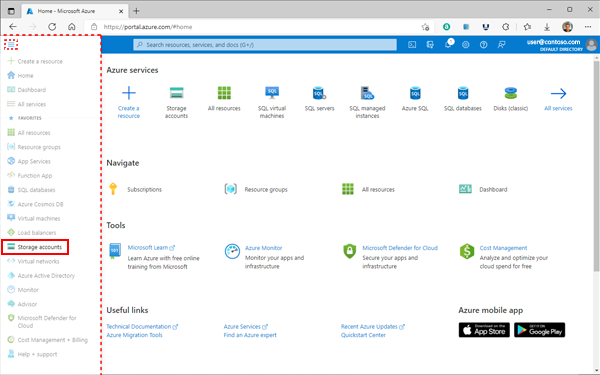 Home - Microsoft Azure
https://portal.azure.com/#home
Search resources, services, and docs (G+/)
user@contoso.com
DEFAULT DIRECTORY
Create a resource
Home
Dashboard
All services
FAVORITES
All resources
Resource groups
App Services
Function App
SQL databases
Azure Cosmos DB
Virtual machines
Load balancers
Storage accounts
Virtual networks
Azure Active Directory
Monitor
Advisor
Microsoft Defender for
Cloud
Cost Management + Billing
Help + support
Azure services
Create a
resource
Storage
accounts
All resources
SQL virtual
machines
SQL servers
SQL managed
instances
Azure SQL
SQL databases
Disks (classic)
All services
Navigate
Subscriptions
Resource groups
All resources
Dashboard
Tools
Microsoft Learn
Learn Azure with free online
training from Microsoft
Azure Monitor
Monitor your apps and
infrastructure
Microsoft Defender for Cloud
Secure your apps and
infrastructure
Cost Management
Analyze and optimize your
cloud spend for free
Useful links
Technical Documentation
Azure Migration Tools
Azure Services
Find an Azure expert
Recent Azure Updates
Quickstart Center
Azure mobile app
Download on the
App Store
GET IT ON
Google Play